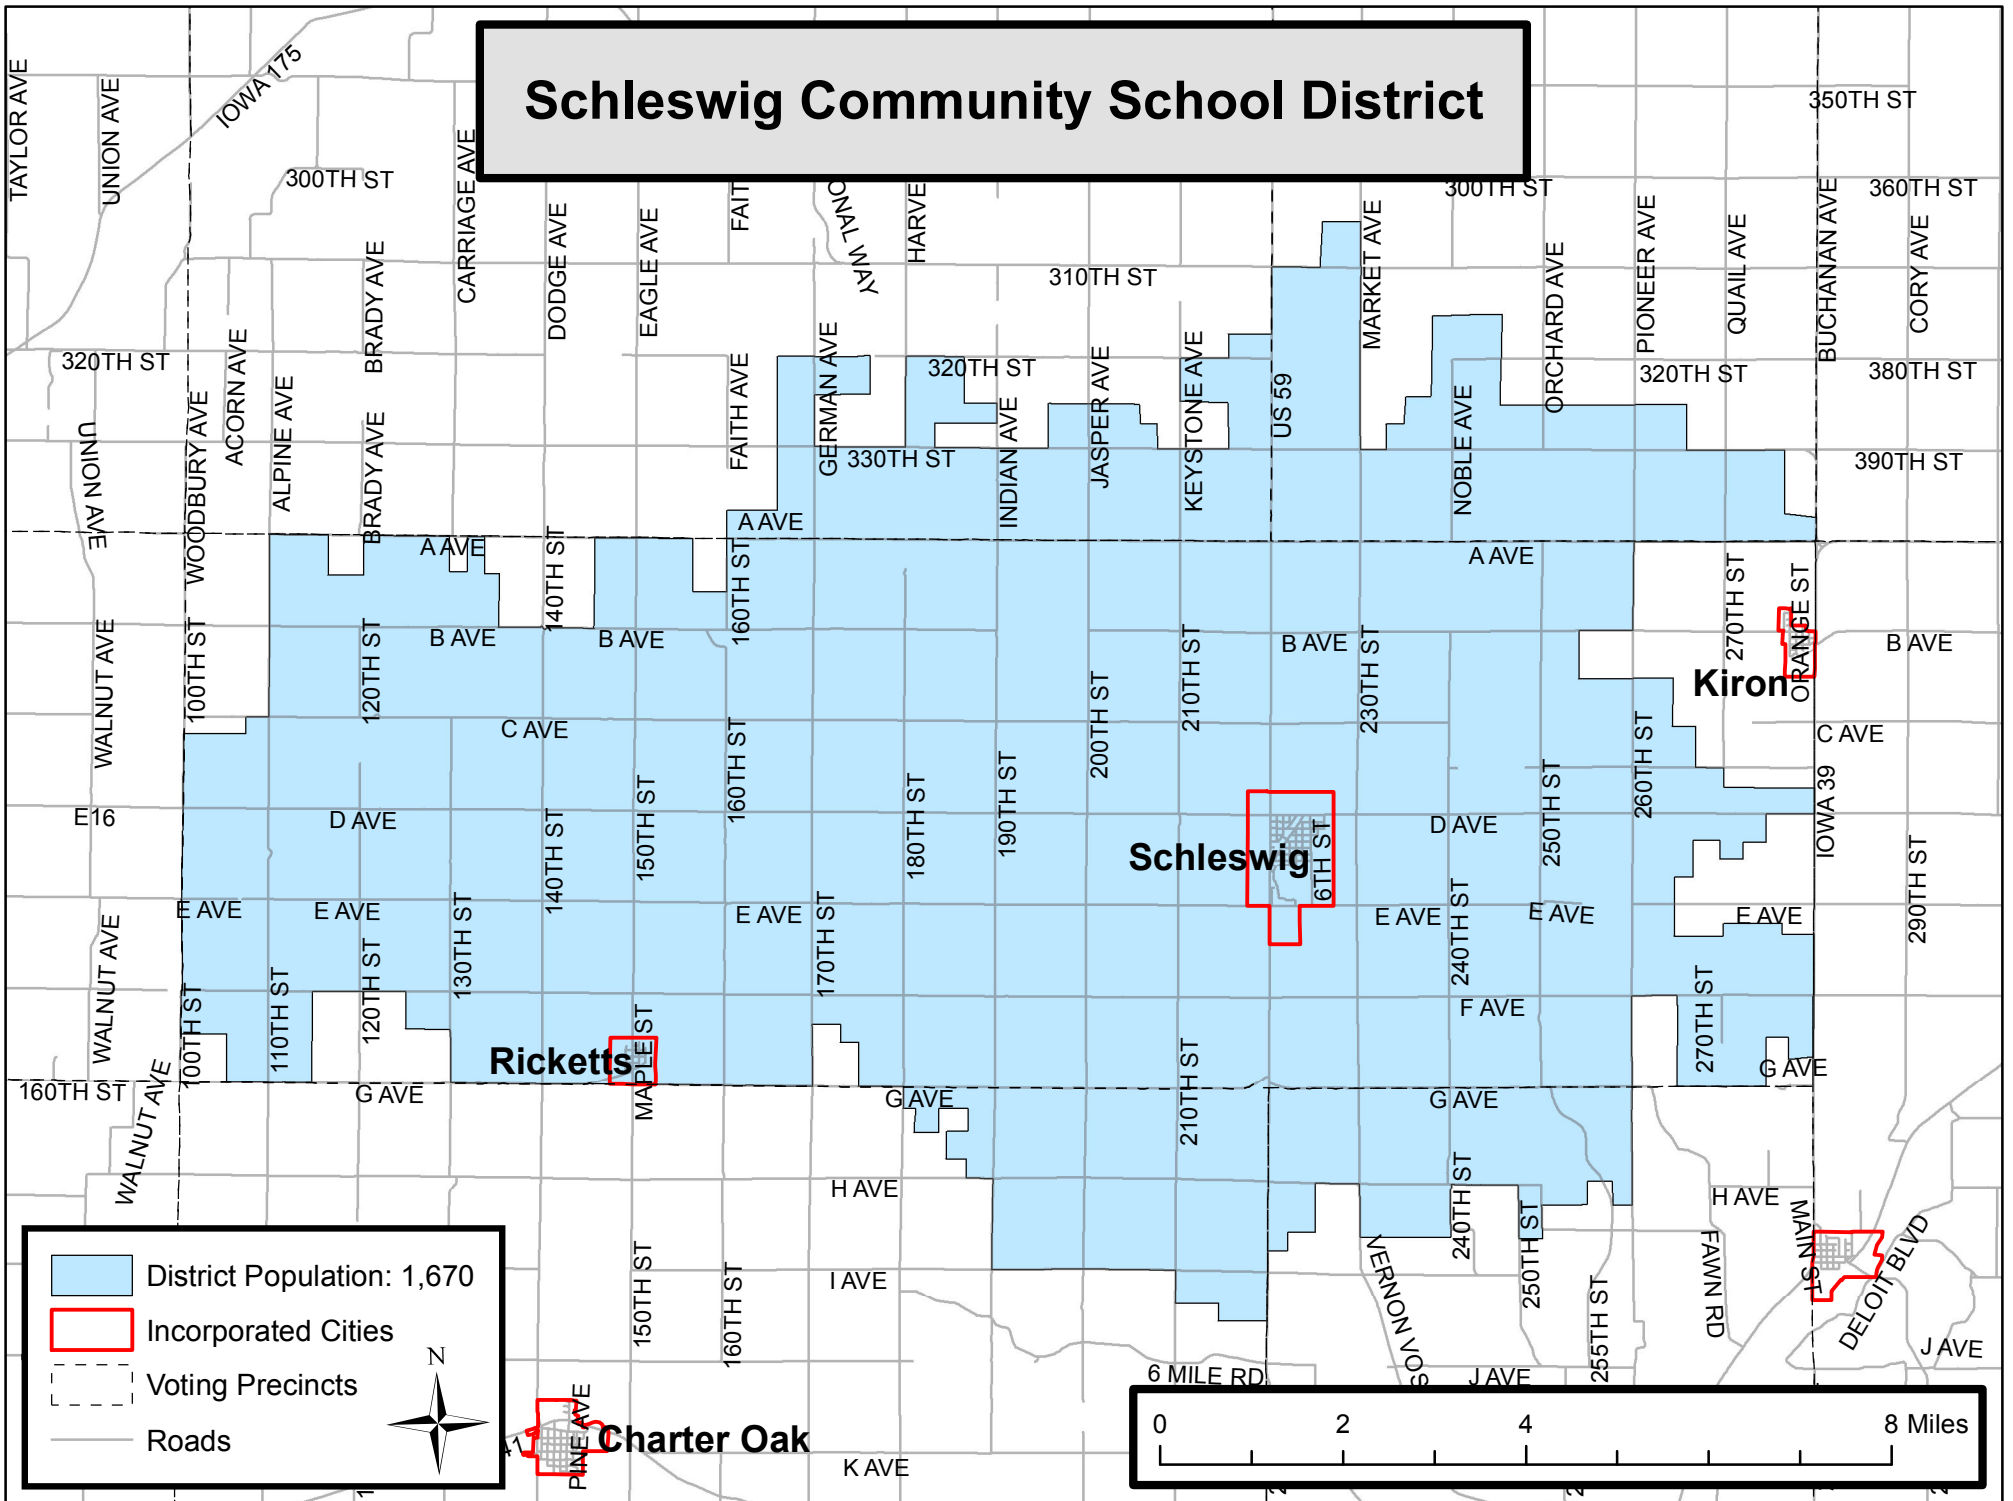 Schleswig Community School District
TAYLOR AVE
UNION AVE
IOWA 175
300TH ST
CARRIAGE AVE
DODGE AVE
EAGLE AVE
FAIT
ONAL WAY
HARVE
310TH ST
MARKET AVE
300TH ST
ORCHARD AVE
PIONEER AVE
QUAIL AVE
BUCHANAN AVE
350TH ST
360TH ST
CORY AVE
320TH ST
ACORN AVE
BRADY AVE
ALPINE AVE
WOODBURY AVE
UNION AVE
BRADY AVE
FAITH AVE
GERMAN AVE
320TH ST
330TH ST
INDIAN AVE
JASPER AVE
KEYSTONE AVE
US 59
NOBLE AVE
320TH ST
380TH ST
390TH ST
A AVE
A AVE
A AVE
140TH ST
160TH ST
270TH ST
ORANGE ST
WALNUT AVE
100TH ST
120TH ST
B AVE
B AVE
210TH ST
B AVE
230TH ST
B AVE
Kiron
C AVE
160TH ST
200TH ST
260TH ST
C AVE
IOWA 39
E16
D AVE
140TH ST
150TH ST
180TH ST
190TH ST
Schleswig
6TH ST
D AVE
250TH ST
290TH ST
E AVE
E AVE
130TH ST
E AVE
170TH ST
E AVE
240TH ST
E AVE
E AVE
WALNUT AVE
100TH ST
110TH ST
120TH ST
F AVE
270TH ST
Ricketts
MAPLE ST
G AVE
160TH ST
WALNUT AVE
G AVE
G AVE
210TH ST
G AVE
H AVE
240TH ST
250TH ST
H AVE
FAWN RD
MAIN ST
DELOIT BLVD
150TH ST
160TH ST
I AVE
VERNON VOS
255TH ST
6 MILE RD
J AVE
J AVE
PINE AVE
Charter Oak
41
K AVE
District Population: 1,670
Incorporated Cities
Voting Precincts
Roads
N
0 2 4 8 Miles